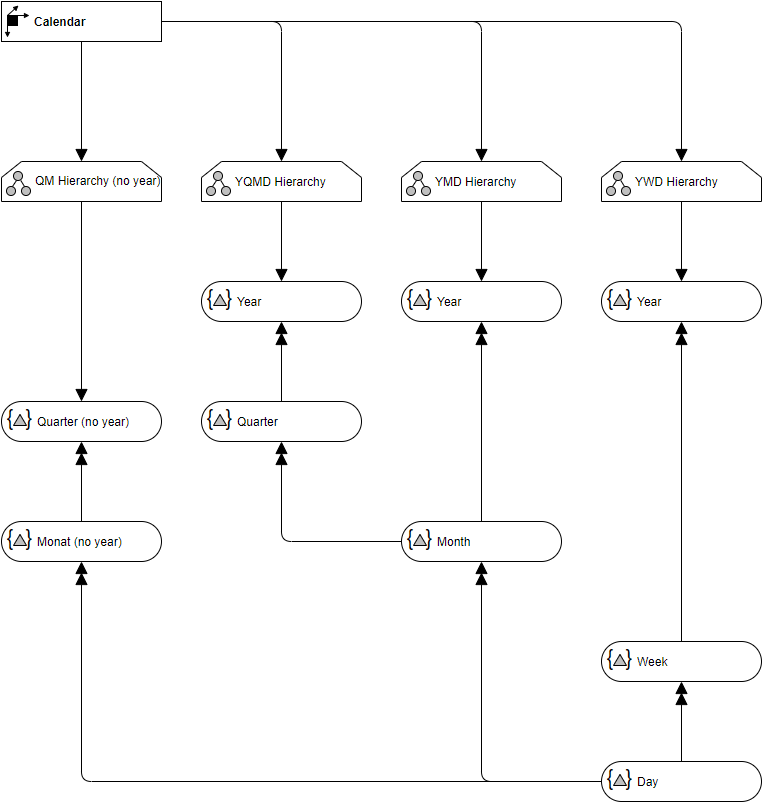 Calendar
QM Hierarchy (no year)
YQMD Hierarchy
YMD Hierarchy
YWD Hierarchy
{ } Year
{ } Year
{ } Year
{ } Quarter (no year)
{ } Quarter
{ } Monat (no year)
{ } Month
{ } Week
{ } Day